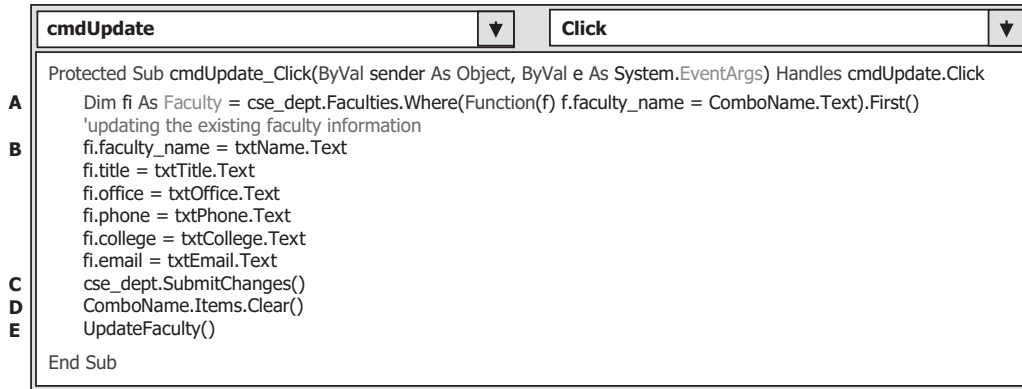 cmdUpdate Click
Protected Sub cmdUpdate_Click(ByVal sender As Object, ByVal e As System.EventArgs) Handles cmdUpdate.Click
A Dim fi As Faculty = cse_dept.Faculties.Where(Function(f) f.faculty_name = ComboName.Text).First()
'updating the existing faculty information
B fi.faculty_name = txtName.Text
fi.title = txtTitle.Text
fi.office = txtOffice.Text
fi.phone = txtPhone.Text
fi.college = txtCollege.Text
fi.email = txtEmail.Text
C cse_dept.SubmitChanges()
D ComboName.Items.Clear()
E UpdateFaculty()
End Sub